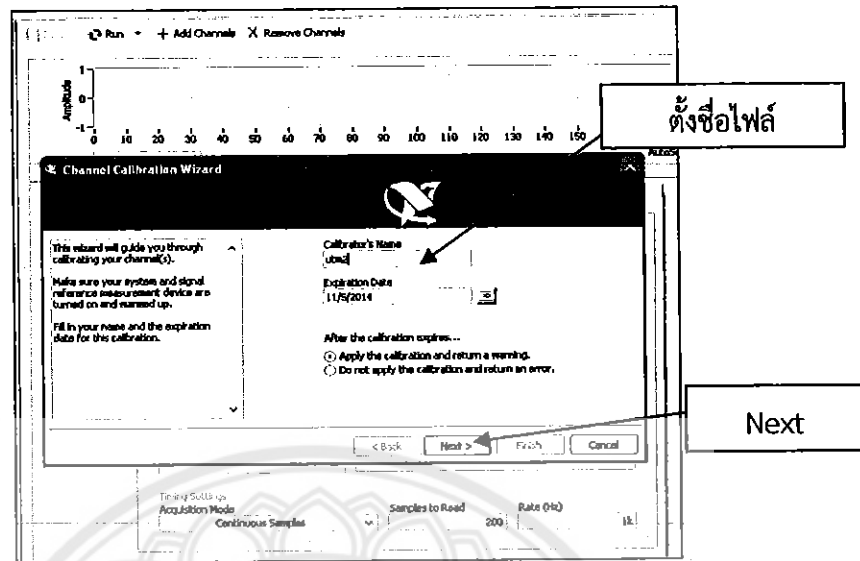 Run + Add Channels X Remove Channels
1
Amplitude
0
-1
0 10 20 30 40 50 60 70 80 90 100 110 120 130 140 150
ตั้งชื่อไฟล์
Channel Calibration Wizard
This wizard will guide you through
calibrating your channel(s).
Make sure your system and signal
reference measurement device are
turned on and warmed up.
Fill in your name and the expiration
date for this calibration.
Calibrator's Name
Expiration Date
11/5/2014
After the calibration expires...
Apply the calibration and return a warning.
Do not apply the calibration and return an error.
< Back Next > Finish Cancel
Next
Timing Settings
Acquisition Mode Samples to Read Rate (Hz)
Continuous Samples 200 1k